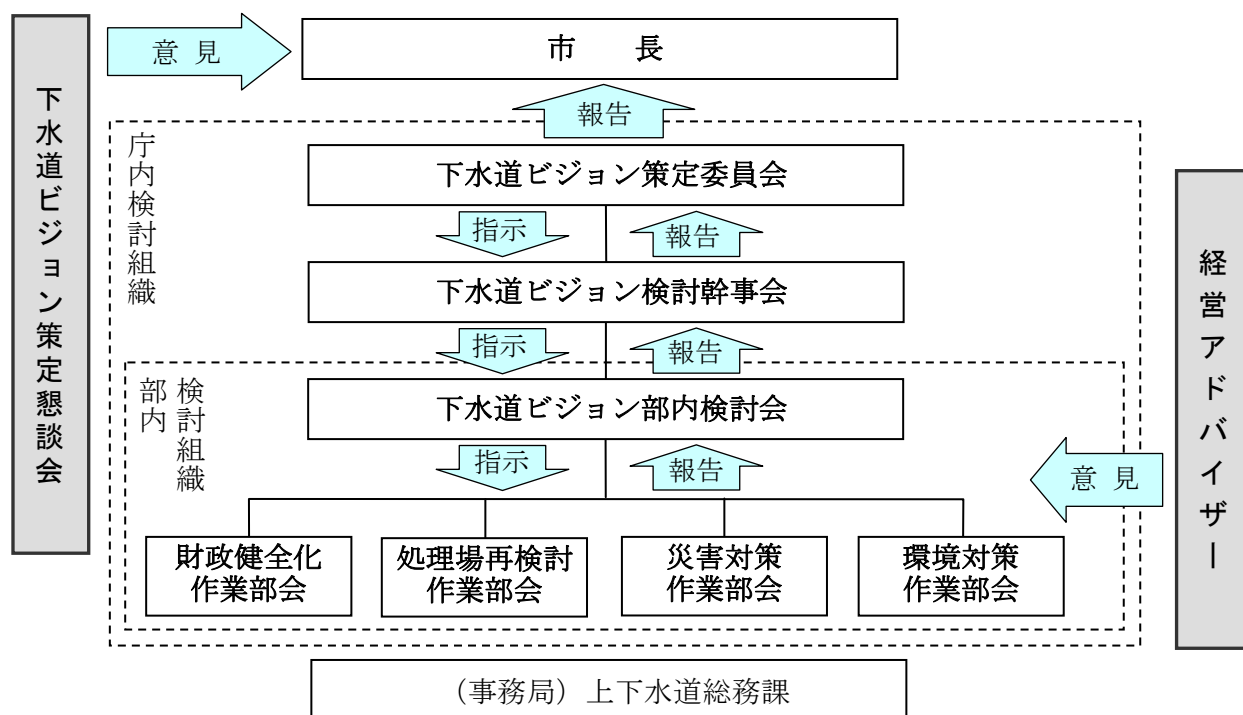 下水道ビジョン策定懇談会
意見
市　　長
報告
庁内検討組織
下水道ビジョン策定委員会
指示
報告
下水道ビジョン検討幹事会
指示
報告
部内
検討組織
下水道ビジョン部内検討会
指示
報告
意見
経営アドバイザー
財政健全化
作業部会
処理場再検討
作業部会
災害対策
作業部会
環境対策
作業部会
（事務局）上下水道総務課